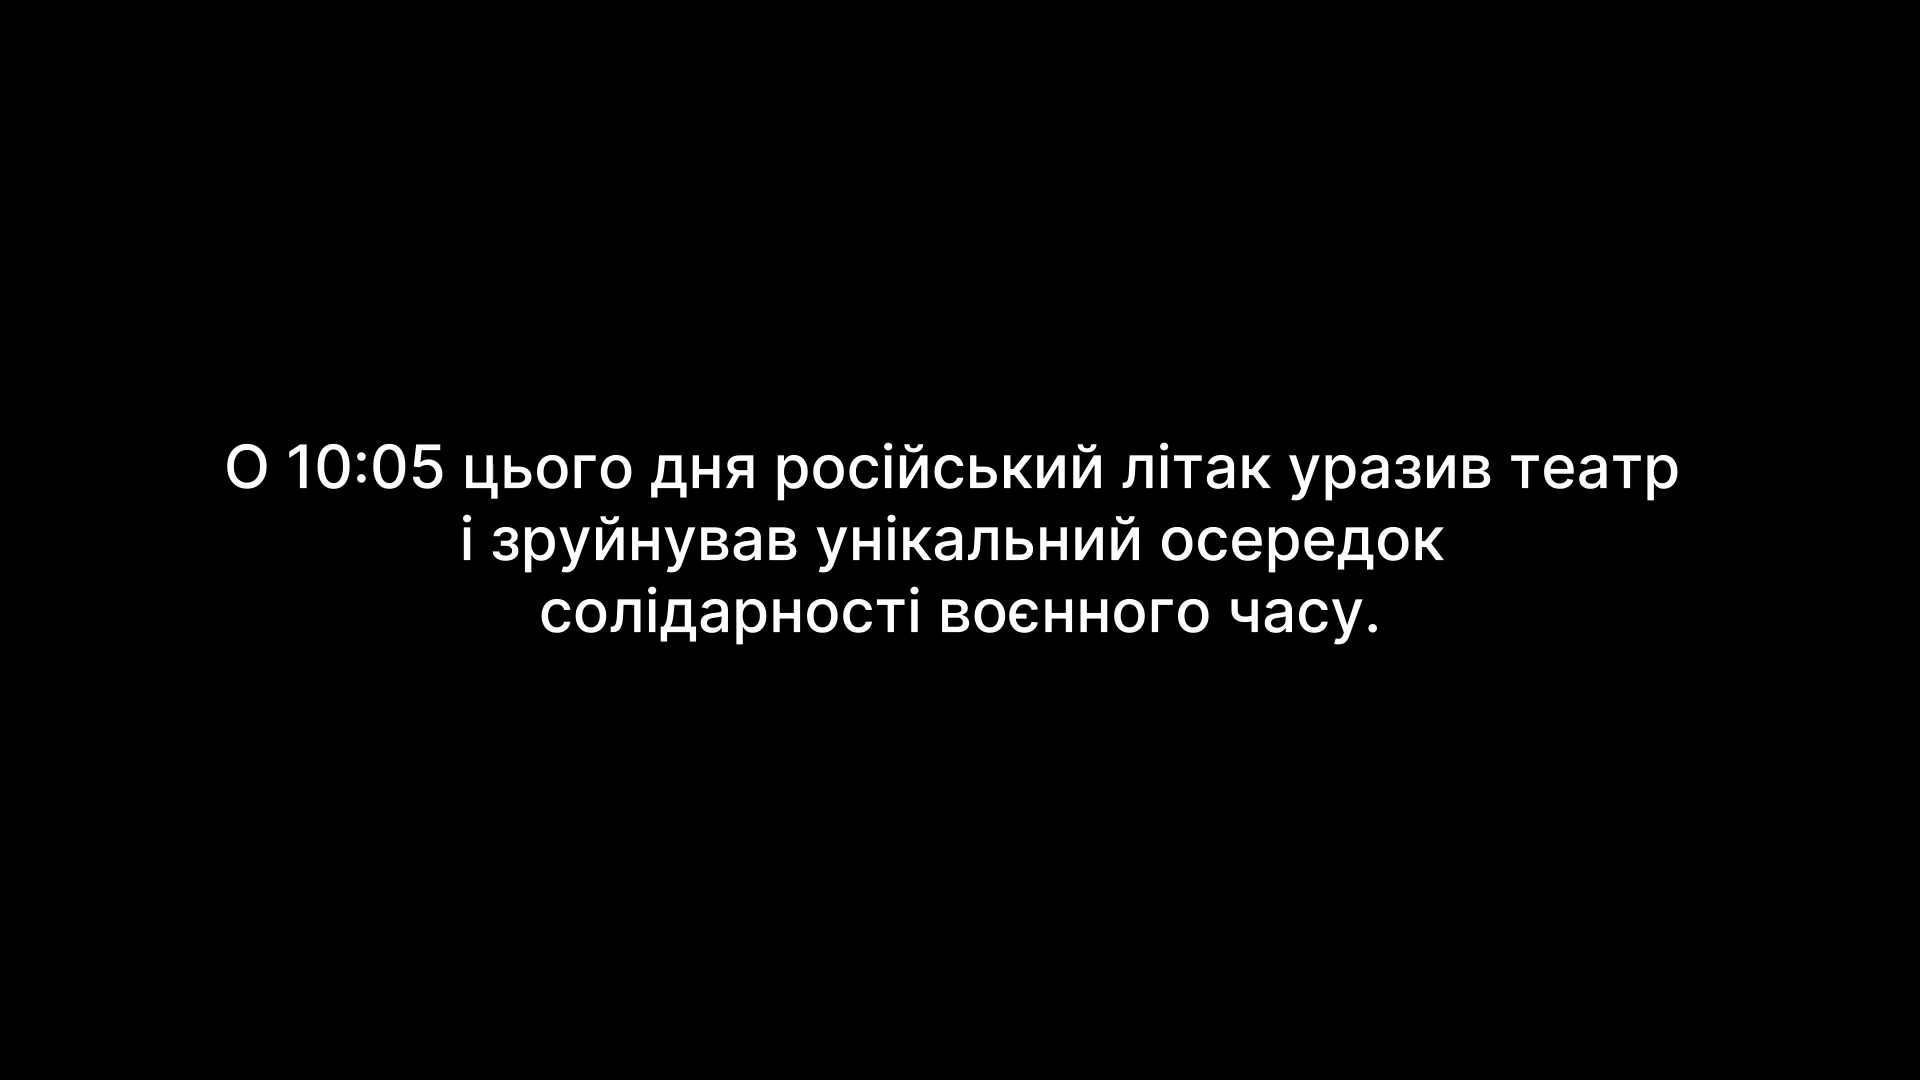 О 10:05 цього дня російський літак уразив театр
і зруйнував унікальний осередок
солідарності воєнного часу.